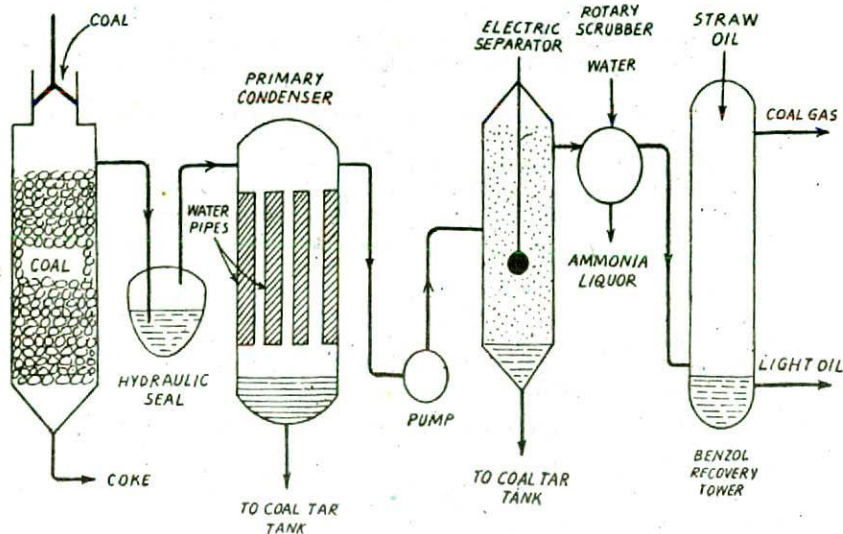 COAL
PRIMARY
CONDENSER
ELECTRIC
SEPARATOR
ROTARY
SCRUBBER
WATER
STRAW
OIL
COAL GAS
WATER
PIPES
COAL
AMMONIA
LIQUOR
HYDRAULIC
SEAL
PUMP
LIGHT OIL
COKE
TO COAL TAR
TANK
TO COAL TAR
TANK
BENZOL
RECOVERY
TOWER